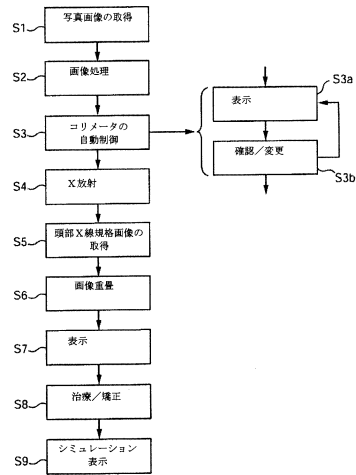 S1
写真画像の取得
S2
画像処理
S3
コリメータの
自動制御
S3a
表示
確認／変更
S3b
S4
X放射
S5
頭部X線規格画像の
取得
S6
画像重畳
S7
表示
S8
治療／矯正
S9
シミュレーション
表示